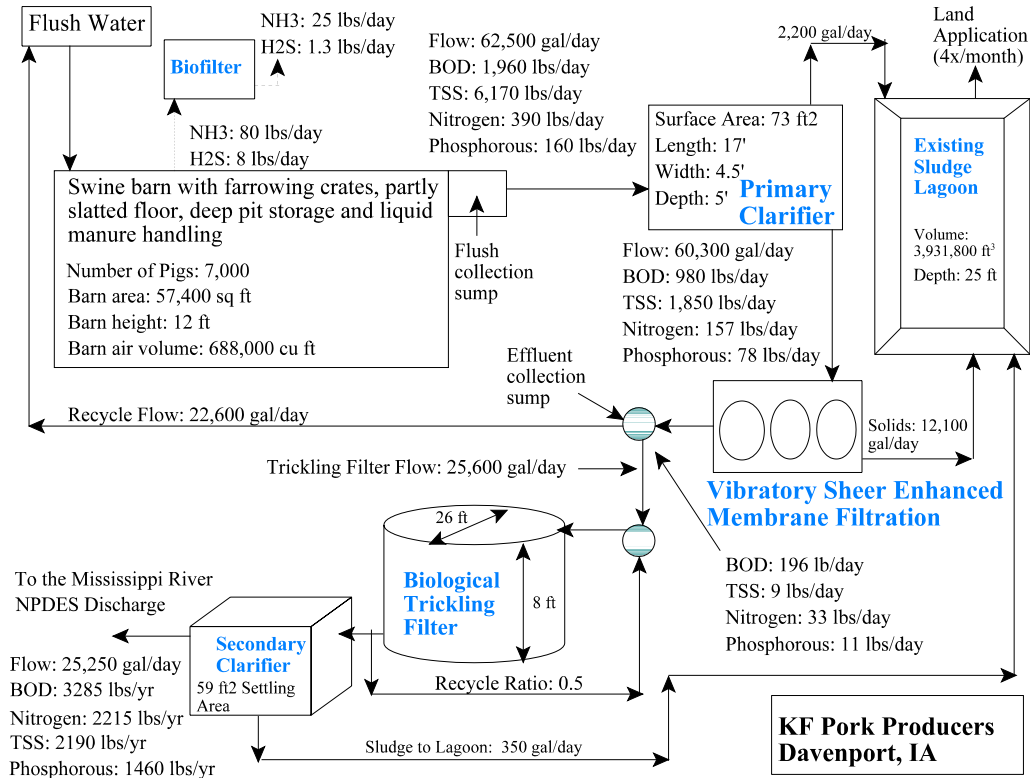 Flush Water
NH3: 25 lbs/day
H2S: 1.3 lbs/day
Biofilter
NH3: 80 lbs/day
H2S: 8 lbs/day
Flow: 62,500 gal/day
BOD: 1,960 lbs/day
TSS: 6,170 lbs/day
Nitrogen: 390 lbs/day
Phosphorous: 160 lbs/day
2,200 gal/day
Land
Application
(4x/month)
Swine barn with farrowing crates, partly
slatted floor, deep pit storage and liquid
manure handling
Number of Pigs: 7,000
Barn area: 57,400 sq ft
Barn height: 12 ft
Barn air volume: 688,000 cu ft
Flush
collection
sump
Surface Area: 73 ft2
Length: 17'
Width: 4.5'
Depth: 5'
Primary
Clarifier
Existing
Sludge
Lagoon
Volume:
3,931,800 ft³
Depth: 25 ft
Flow: 60,300 gal/day
BOD: 980 lbs/day
TSS: 1,850 lbs/day
Nitrogen: 157 lbs/day
Phosphorous: 78 lbs/day
Effluent
collection
sump
Recycle Flow: 22,600 gal/day
Solids: 12,100
gal/day
Trickling Filter Flow: 25,600 gal/day
Vibratory Sheer Enhanced
Membrane Filtration
26 ft
Biological
Trickling
Filter
8 ft
BOD: 196 lb/day
TSS: 9 lbs/day
Nitrogen: 33 lbs/day
Phosphorous: 11 lbs/day
To the Mississippi River
NPDES Discharge
Secondary
Clarifier
59 ft2 Settling
Area
Flow: 25,250 gal/day
BOD: 3285 lbs/yr
Nitrogen: 2215 lbs/yr
TSS: 2190 lbs/yr
Phosphorous: 1460 lbs/yr
Recycle Ratio: 0.5
Sludge to Lagoon: 350 gal/day
KF Pork Producers
Davenport, IA